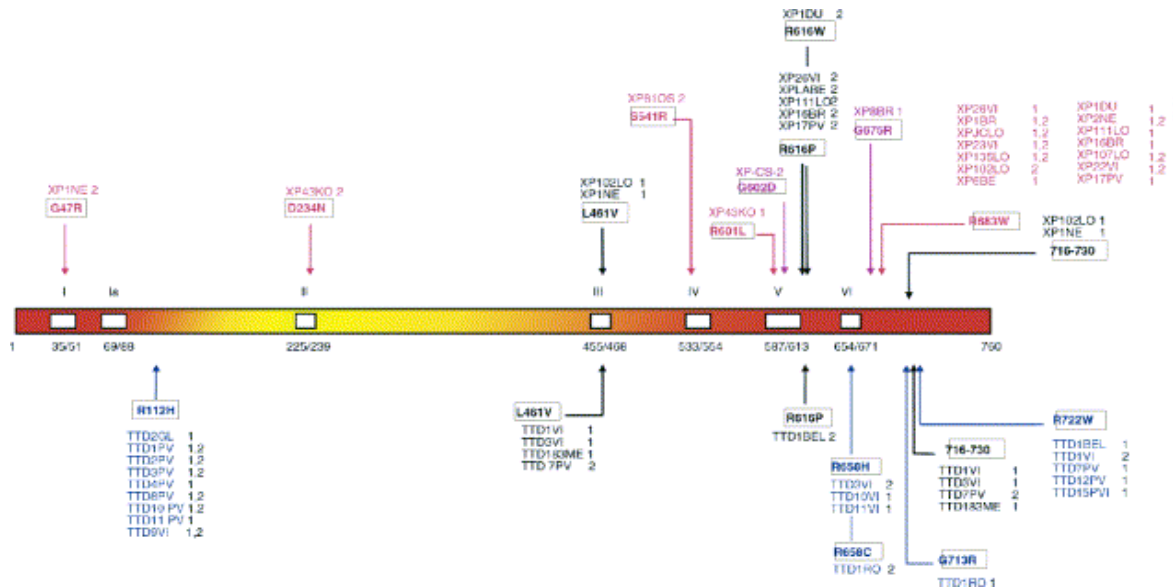 XP1DU 2
R616W
XP26VI 2
XPLABE 2
XP111LO 2
XP16BR 2
XP17PV 2
R616P
XP81OS 2
S541R
XP8BR 1
G675R
XP26VI 1
XP1BR 1,2
XPJCLO 1,2
XP23VI 1,2
XP135LO 1,2
XP102LO 2
XP6BE 1
XP1DU 1
XP2NE 1,2
XP111LO 1
XP16BR 1
XP107LO 1,2
XP22VI 1,2
XP17PV 1
XP-CS-2
G602D
XP1NE 2
G47R
XP43KO 2
D234N
XP102LO 1
XP1NE 1
L461V
XP43KO 1
R601L
R683W
XP102LO 1
XP1NE 1
716-730
I Ia II III IV V VI
1 35/51 69/88 225/239 455/468 533/554 587/613 654/671 760
R112H
TTD2GL 1
TTD1PV 1,2
TTD2PV 1,2
TTD3PV 1,2
TTD4PV 1
TTD8PV 1,2
TTD10 PV 1,2
TTD11 PV 1
TTD9VI 1,2
L461V
TTD1VI 1
TTD3VI 1
TTD183ME 1
TTD 7PV 2
R616P
TTD1BEL 2
R658H
TTD3VI 2
TTD10VI 1
TTD11VI 1
R658C
TTD1RO 2
716-730
TTD1VI 1
TTD3VI 1
TTD7PV 2
TTD183ME 1
G713R
TTD1RO 1
R722W
TTD1BEL 1
TTD1VI 2
TTD7PV 1
TTD12PV 1
TTD15PVI 1